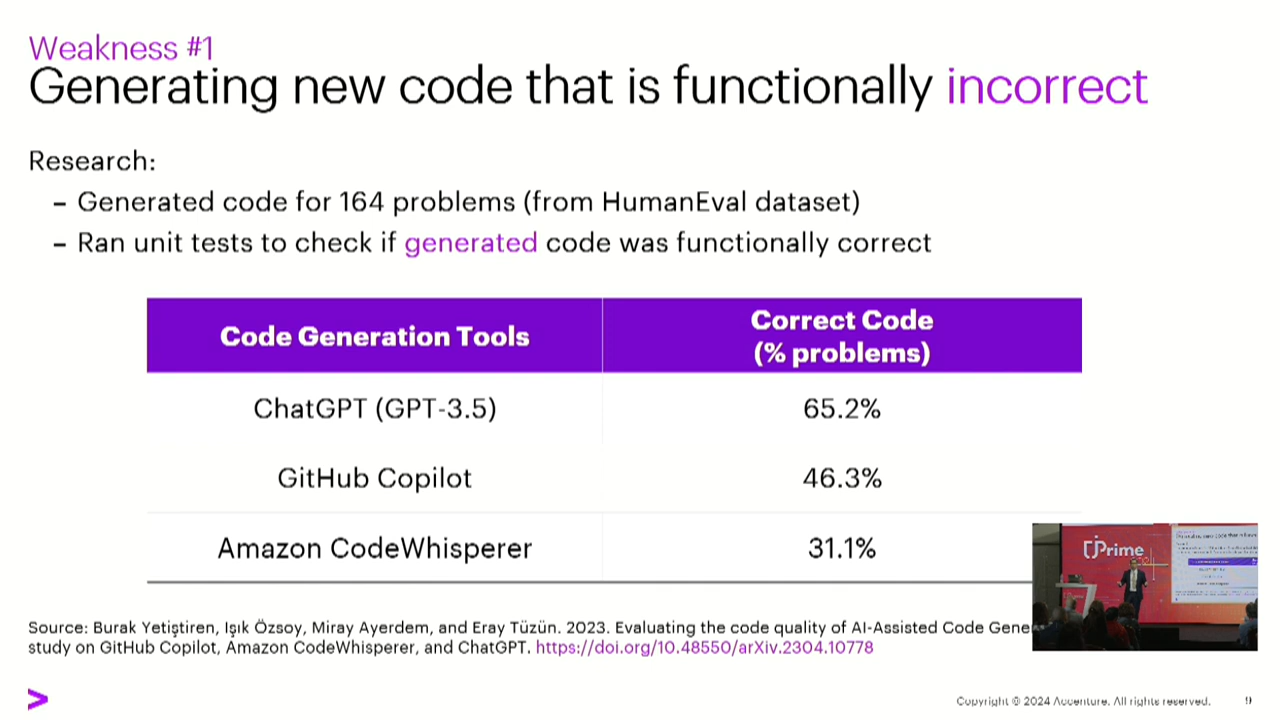 Weakness #1
Generating new code that is functionally incorrect
Research:
– Generated code for 164 problems (from HumanEval dataset)
– Ran unit tests to check if generated code was functionally correct
Code Generation Tools
Correct Code
(% problems)
ChatGPT (GPT-3.5)
65.2%
GitHub Copilot
46.3%
Amazon CodeWhisperer
31.1%
jPrime
Source: Burak Yetiştiren, Işık Özsoy, Miray Ayerdem, and Eray Tüzün. 2023. Evaluating the code quality of AI-Assisted Code Gene
study on GitHub Copilot, Amazon CodeWhisperer, and ChatGPT. https://doi.org/10.48550/arXiv.2304.10778
>
Copyright © 2024 Accenture. All rights reserved.
9